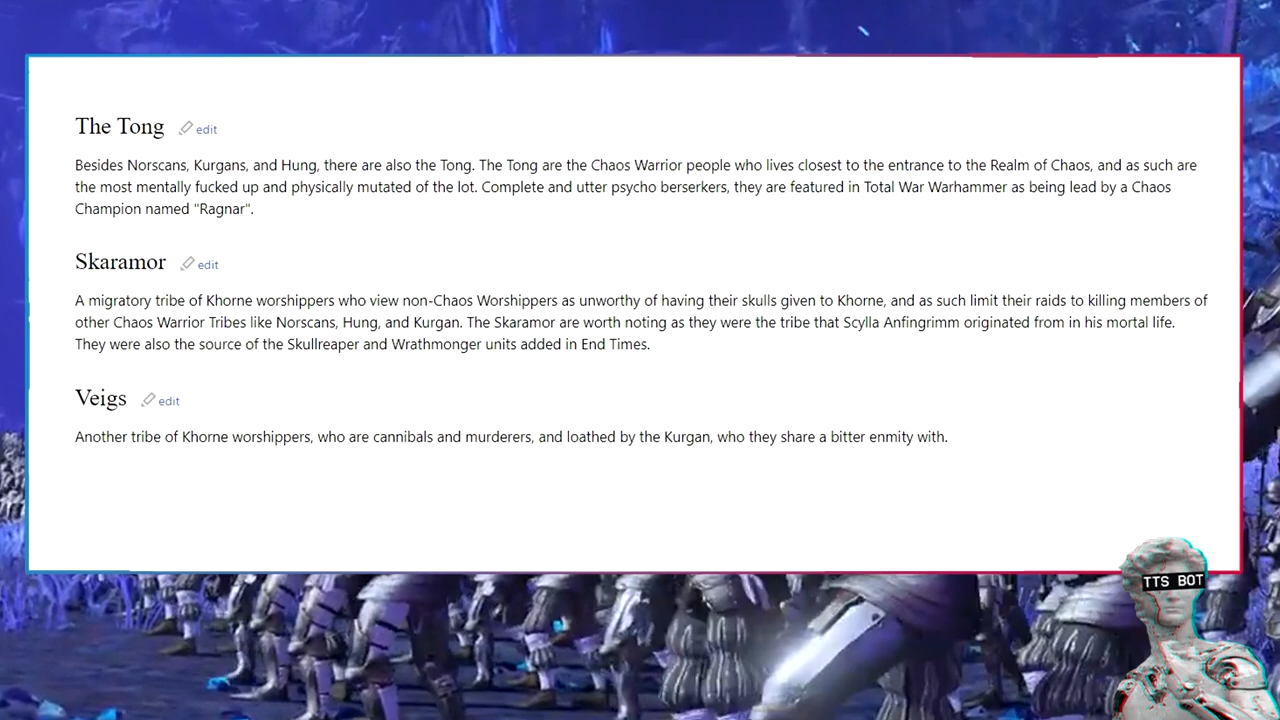 The Tong edit
Besides Norscans, Kurgans, and Hung, there are also the Tong. The Tong are the Chaos Warrior people who lives closest to the entrance to the Realm of Chaos, and as such are
the most mentally fucked up and physically mutated of the lot. Complete and utter psycho berserkers, they are featured in Total War Warhammer as being lead by a Chaos
Champion named "Ragnar".
Skaramor edit
A migratory tribe of Khorne worshippers who view non-Chaos Worshippers as unworthy of having their skulls given to Khorne, and as such limit their raids to killing members of
other Chaos Warrior Tribes like Norscans, Hung, and Kurgan. The Skaramor are worth noting as they were the tribe that Scylla Anfingrimm originated from in his mortal life.
They were also the source of the Skullreaper and Wrathmonger units added in End Times.
Veigs edit
Another tribe of Khorne worshippers, who are cannibals and murderers, and loathed by the Kurgan, who they share a bitter enmity with.
TTS BOT